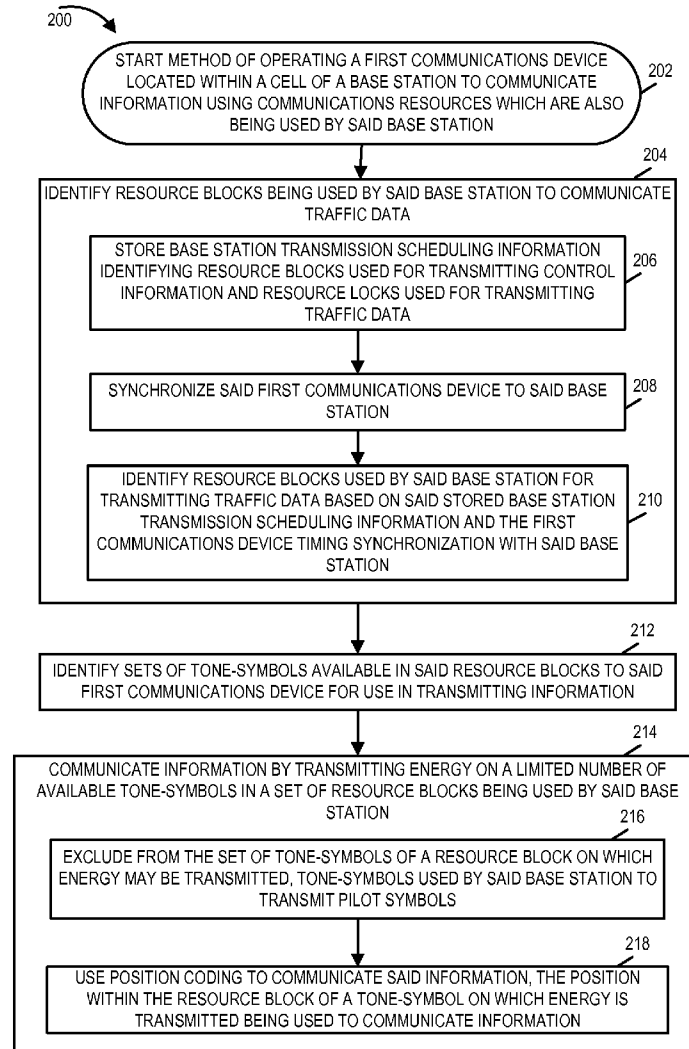 200
START METHOD OF OPERATING A FIRST COMMUNICATIONS DEVICE
LOCATED WITHIN A CELL OF A BASE STATION TO COMMUNICATE
INFORMATION USING COMMUNICATIONS RESOURCES WHICH ARE ALSO
BEING USED BY SAID BASE STATION
202
204
IDENTIFY RESOURCE BLOCKS BEING USED BY SAID BASE STATION TO COMMUNICATE
TRAFFIC DATA
STORE BASE STATION TRANSMISSION SCHEDULING INFORMATION
IDENTIFYING RESOURCE BLOCKS USED FOR TRANSMITTING CONTROL
INFORMATION AND RESOURCE LOCKS USED FOR TRANSMITTING
TRAFFIC DATA
206
SYNCHRONIZE SAID FIRST COMMUNICATIONS DEVICE TO SAID BASE
STATION
208
IDENTIFY RESOURCE BLOCKS USED BY SAID BASE STATION FOR
TRANSMITTING TRAFFIC DATA BASED ON SAID STORED BASE STATION
TRANSMISSION SCHEDULING INFORMATION AND THE FIRST
COMMUNICATIONS DEVICE TIMING SYNCHRONIZATION WITH SAID BASE
STATION
210
212
IDENTIFY SETS OF TONE-SYMBOLS AVAILABLE IN SAID RESOURCE BLOCKS TO SAID
FIRST COMMUNICATIONS DEVICE FOR USE IN TRANSMITTING INFORMATION
214
COMMUNICATE INFORMATION BY TRANSMITTING ENERGY ON A LIMITED NUMBER OF
AVAILABLE TONE-SYMBOLS IN A SET OF RESOURCE BLOCKS BEING USED BY SAID BASE
STATION
216
EXCLUDE FROM THE SET OF TONE-SYMBOLS OF A RESOURCE BLOCK ON WHICH
ENERGY MAY BE TRANSMITTED, TONE-SYMBOLS USED BY SAID BASE STATION TO
TRANSMIT PILOT SYMBOLS
218
USE POSITION CODING TO COMMUNICATE SAID INFORMATION, THE POSITION
WITHIN THE RESOURCE BLOCK OF A TONE-SYMBOL ON WHICH ENERGY IS
TRANSMITTED BEING USED TO COMMUNICATE INFORMATION